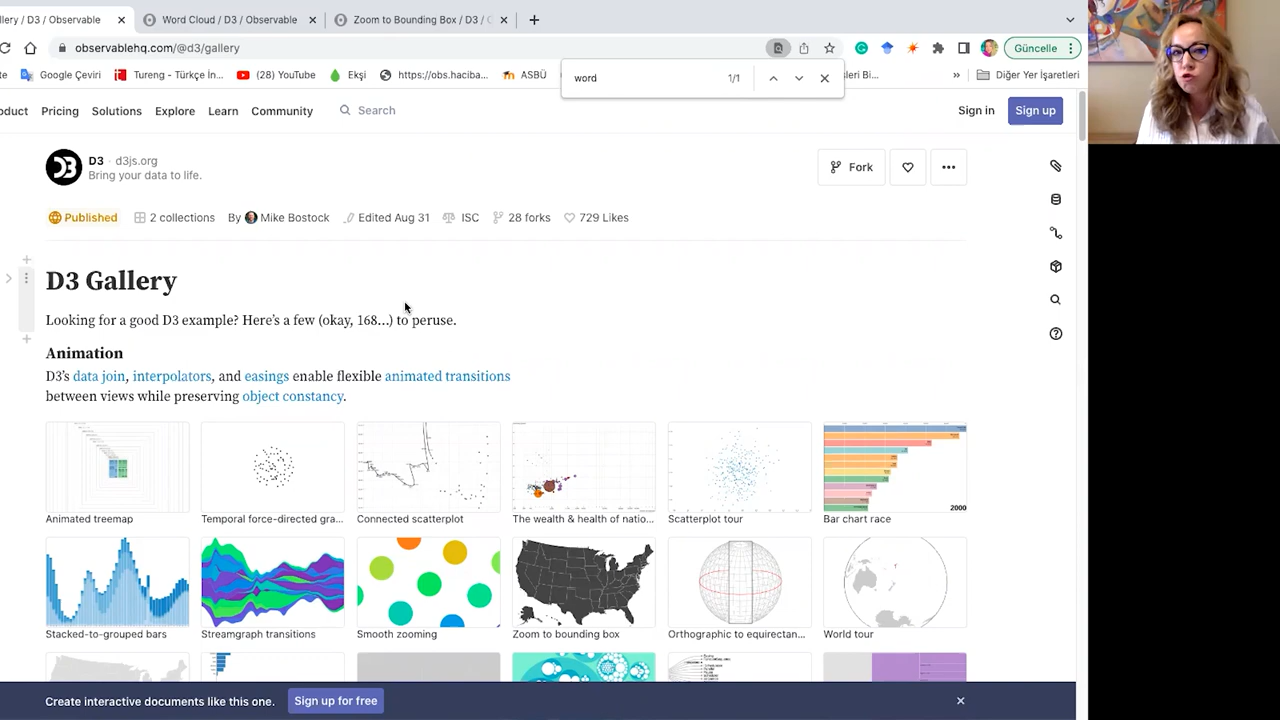 llery / D3 / Observable
Word Cloud / D3 / Observable
Zoom to Bounding Box / D3 /
observablehq.com/@d3/gallery
Güncelle
Google Çeviri
Tureng - Türkçe İn...
(28) YouTube
Ekşi
https://obs.haciba...
ASBÜ
leri Bi...
»
Diğer Yer İşaretleri
word
1/1
oduct
Pricing
Solutions
Explore
Learn
Community
Search
Sign in
Sign up
D3 · d3js.org
Bring your data to life.
Fork
Published
2 collections
By Mike Bostock
Edited Aug 31
ISC
28 forks
729 Likes
D3 Gallery
Looking for a good D3 example? Here’s a few (okay, 168…) to peruse.
Animation
D3’s data join, interpolators, and easings enable flexible animated transitions
between views while preserving object constancy.
2000
Animated treemap
Temporal force-directed gra...
Connected scatterplot
The wealth & health of natio...
Scatterplot tour
Bar chart race
Stacked-to-grouped bars
Streamgraph transitions
Smooth zooming
Zoom to bounding box
Orthographic to equirectan...
World tour
Create interactive documents like this one.
Sign up for free